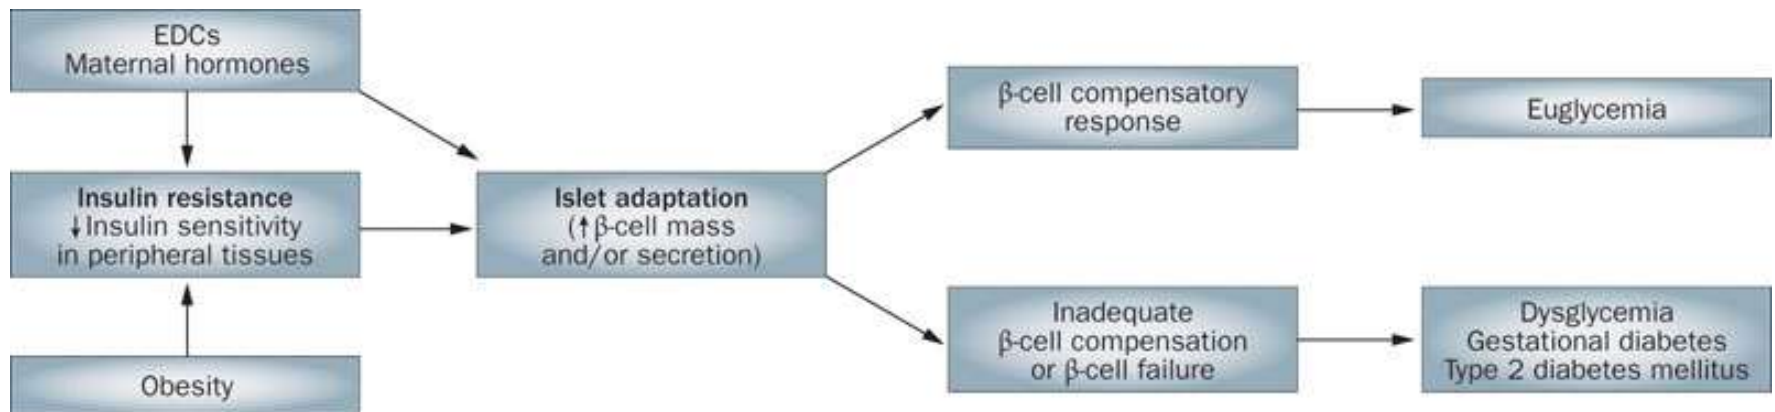 EDCs
Maternal hormones
Insulin resistance
↓Insulin sensitivity
in peripheral tissues
Obesity
Islet adaptation
(↑β-cell mass
and/or secretion)
β-cell compensatory
response
Euglycemia
Inadequate
β-cell compensation
or β-cell failure
Dysglycemia
Gestational diabetes
Type 2 diabetes mellitus